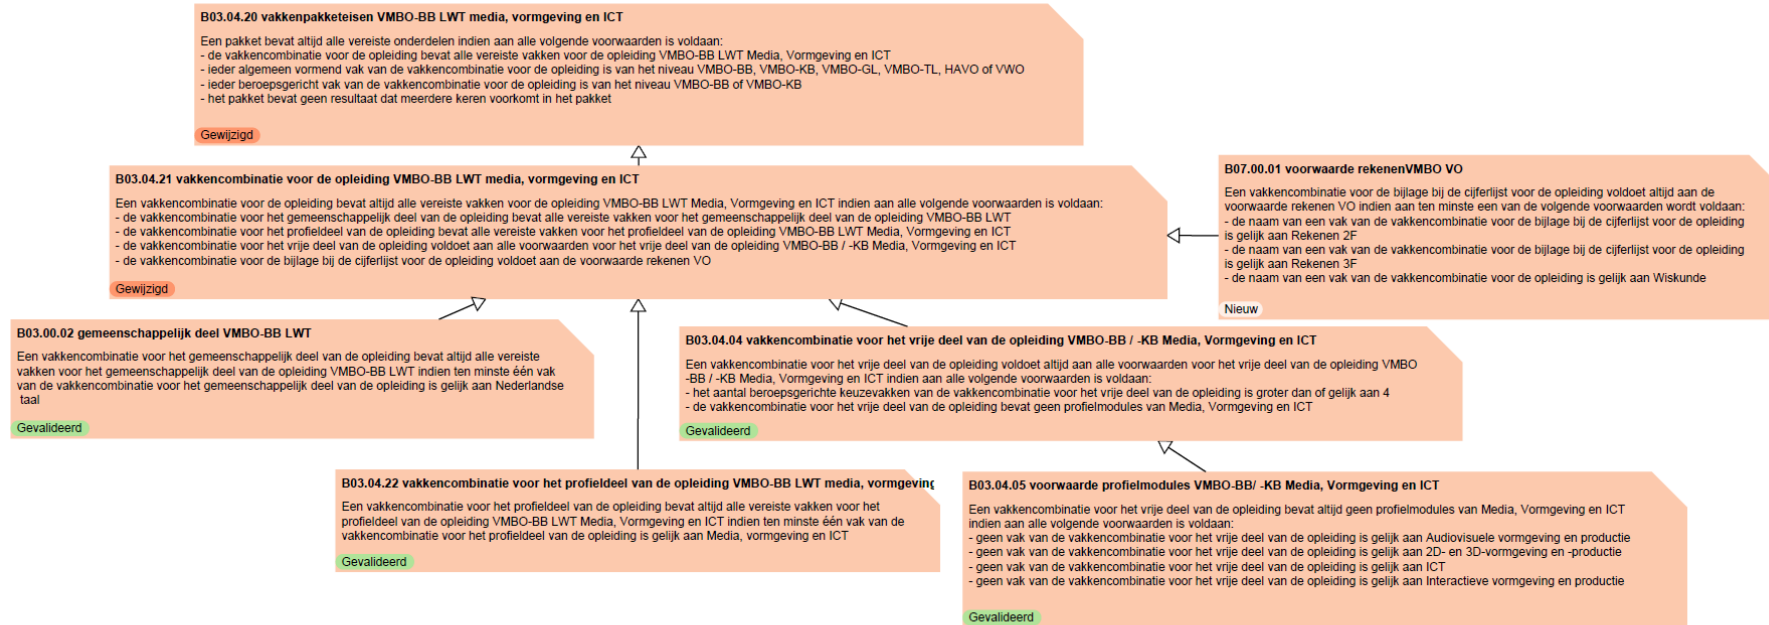 B03.04.20 vakkenpakketeisen VMBO-BB LWT media, vormgeving en ICT
Een pakket bevat altijd alle vereiste onderdelen indien aan alle volgende voorwaarden is voldaan:
- de vakkencombinatie voor de opleiding bevat alle vereiste vakken voor de opleiding VMBO-BB LWT Media, Vormgeving en ICT
- ieder algemeen vormend vak van de vakkencombinatie voor de opleiding is van het niveau VMBO-BB, VMBO-KB, VMBO-GL, VMBO-TL, HAVO of VWO
- ieder beroepsgericht vak van de vakkencombinatie voor de opleiding is van het niveau VMBO-BB of VMBO-KB
- het pakket bevat geen resultaat dat meerdere keren voorkomt in het pakket
Gewijzigd
B03.04.21 vakkencombinatie voor de opleiding VMBO-BB LWT media, vormgeving en ICT
Een vakkencombinatie voor de opleiding bevat altijd alle vereiste vakken voor de opleiding VMBO-BB LWT Media, Vormgeving en ICT indien aan alle volgende voorwaarden is voldaan:
- de vakkencombinatie voor het gemeenschappelijk deel van de opleiding bevat alle vereiste vakken voor het gemeenschappelijk deel van de opleiding VMBO-BB LWT
- de vakkencombinatie voor het profieldeel van de opleiding bevat alle vereiste vakken voor het profieldeel van de opleiding VMBO-BB LWT Media, Vormgeving en ICT
- de vakkencombinatie voor het vrije deel van de opleiding voldoet aan alle voorwaarden voor het vrije deel van de opleiding VMBO-BB / -KB Media, Vormgeving en ICT
- de vakkencombinatie voor de bijlage bij de cijferlijst voor de opleiding voldoet aan de voorwaarde rekenen VO
Gewijzigd
B07.00.01 voorwaarde rekenenVMBO VO
Een vakkencombinatie voor de bijlage bij de cijferlijst voor de opleiding voldoet altijd aan de
voorwaarde rekenen VO indien aan ten minste een van de volgende voorwaarden wordt voldaan:
- de naam van een vak van de vakkencombinatie voor de bijlage bij de cijferlijst voor de opleiding
is gelijk aan Rekenen 2F
- de naam van een vak van de vakkencombinatie voor de bijlage bij de cijferlijst voor de opleiding
is gelijk aan Rekenen 3F
- de naam van een vak van de vakkencombinatie voor de opleiding is gelijk aan Wiskunde
Nieuw
B03.00.02 gemeenschappelijk deel VMBO-BB LWT
Een vakkencombinatie voor het gemeenschappelijk deel van de opleiding bevat altijd alle vereiste
vakken voor het gemeenschappelijk deel van de opleiding VMBO-BB LWT indien ten minste één vak
van de vakkencombinatie voor het gemeenschappelijk deel van de opleiding is gelijk aan Nederlandse
taal
Gevalideerd
B03.04.04 vakkencombinatie voor het vrije deel van de opleiding VMBO-BB / -KB Media, Vormgeving en ICT
Een vakkencombinatie voor het vrije deel van de opleiding voldoet altijd aan alle voorwaarden voor het vrije deel van de opleiding VMBO
-BB / -KB Media, Vormgeving en ICT indien aan alle volgende voorwaarden is voldaan:
- het aantal beroepsgerichte keuzevakken van de vakkencombinatie voor het vrije deel van de opleiding is groter dan of gelijk aan 4
- de vakkencombinatie voor het vrije deel van de opleiding bevat geen profielmodules van Media, Vormgeving en ICT
Gevalideerd
B03.04.22 vakkencombinatie voor het profieldeel van de opleiding VMBO-BB LWT media, vormgeving
Een vakkencombinatie voor het profieldeel van de opleiding bevat altijd alle vereiste vakken voor het
profieldeel van de opleiding VMBO-BB LWT Media, Vormgeving en ICT indien ten minste één vak van de
vakkencombinatie voor het profieldeel van de opleiding is gelijk aan Media, vormgeving en ICT
Gevalideerd
B03.04.05 voorwaarde profielmodules VMBO-BB/ -KB Media, Vormgeving en ICT
Een vakkencombinatie voor het vrije deel van de opleiding bevat altijd geen profielmodules van Media, Vormgeving en ICT
indien aan alle volgende voorwaarden is voldaan:
- geen vak van de vakkencombinatie voor het vrije deel van de opleiding is gelijk aan Audiovisuele vormgeving en productie
- geen vak van de vakkencombinatie voor het vrije deel van de opleiding is gelijk aan 2D- en 3D-vormgeving en -productie
- geen vak van de vakkencombinatie voor het vrije deel van de opleiding is gelijk aan ICT
- geen vak van de vakkencombinatie voor het vrije deel van de opleiding is gelijk aan Interactieve vormgeving en productie
Gevalideerd